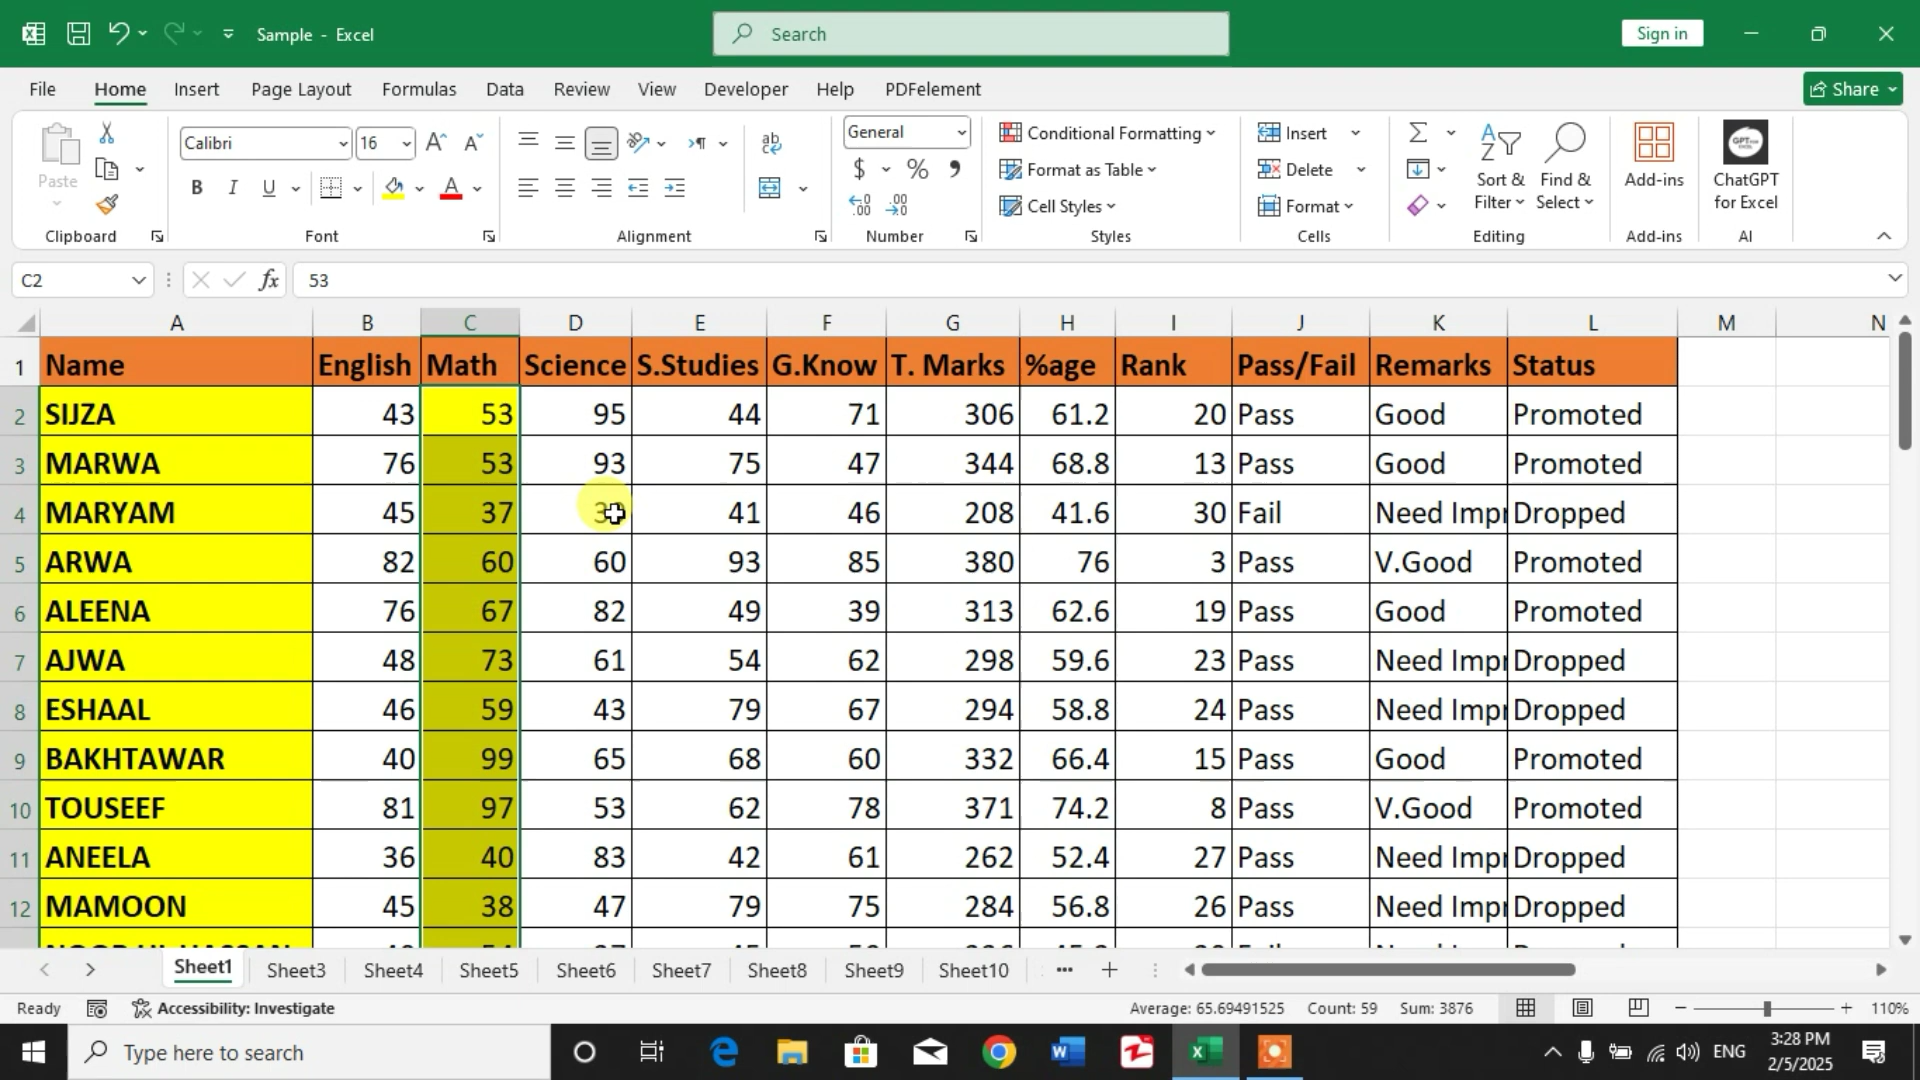 Sample - Excel
Search
Sign in
File Home Insert Page Layout Formulas Data Review View Developer Help PDFelement
Share
Paste
Clipboard
Calibri 16
B I U
A
Font
ab
Alignment
General
$ % ,
Number
Conditional Formatting
Format as Table
Cell Styles
Styles
Insert
Delete
Format
Cells
Sort & Filter
Find & Select
Editing
Add-ins
Add-ins
ChatGPT for Excel
AI
C2 fx 53
A B C D E F G H I J K L M N
1 Name English Math Science S.Studies G.Know T. Marks %age Rank Pass/Fail Remarks Status
2 SIJZA 43 53 95 44 71 306 61.2 20 Pass Good Promoted
3 MARWA 76 53 93 75 47 344 68.8 13 Pass Good Promoted
4 MARYAM 45 37 41 46 208 41.6 30 Fail Need Impr Dropped
5 ARWA 82 60 60 93 85 380 76 3 Pass V.Good Promoted
6 ALEENA 76 67 82 49 39 313 62.6 19 Pass Good Promoted
7 AJWA 48 73 61 54 62 298 59.6 23 Pass Need Impr Dropped
8 ESHAAL 46 59 43 79 67 294 58.8 24 Pass Need Impr Dropped
9 BAKHTAWAR 40 99 65 68 60 332 66.4 15 Pass Good Promoted
10 TOUSEEF 81 97 53 62 78 371 74.2 8 Pass V.Good Promoted
11 ANEELA 36 40 83 42 61 262 52.4 27 Pass Need Impr Dropped
12 MAMOON 45 38 47 79 75 284 56.8 26 Pass Need Impr Dropped
Sheet1 Sheet3 Sheet4 Sheet5 Sheet6 Sheet7 Sheet8 Sheet9 Sheet10 ...
Ready Accessibility: Investigate Average: 65.69491525 Count: 59 Sum: 3876 110%
Type here to search
ENG
3:28 PM
2/5/2025